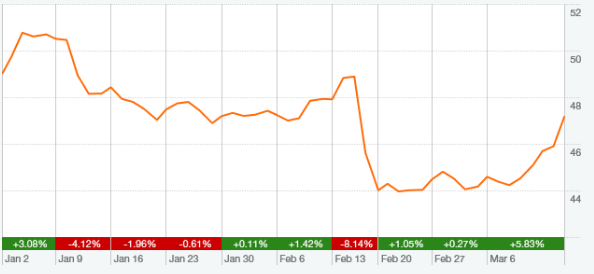 52
50
48
46
44
+3.08% -4.12% -1.96% -0.61% +0.11% +1.42% -8.14% +1.05% +0.27% +5.83%
Jan 2 Jan 9 Jan 16 Jan 23 Jan 30 Feb 6 Feb 13 Feb 20 Feb 27 Mar 6